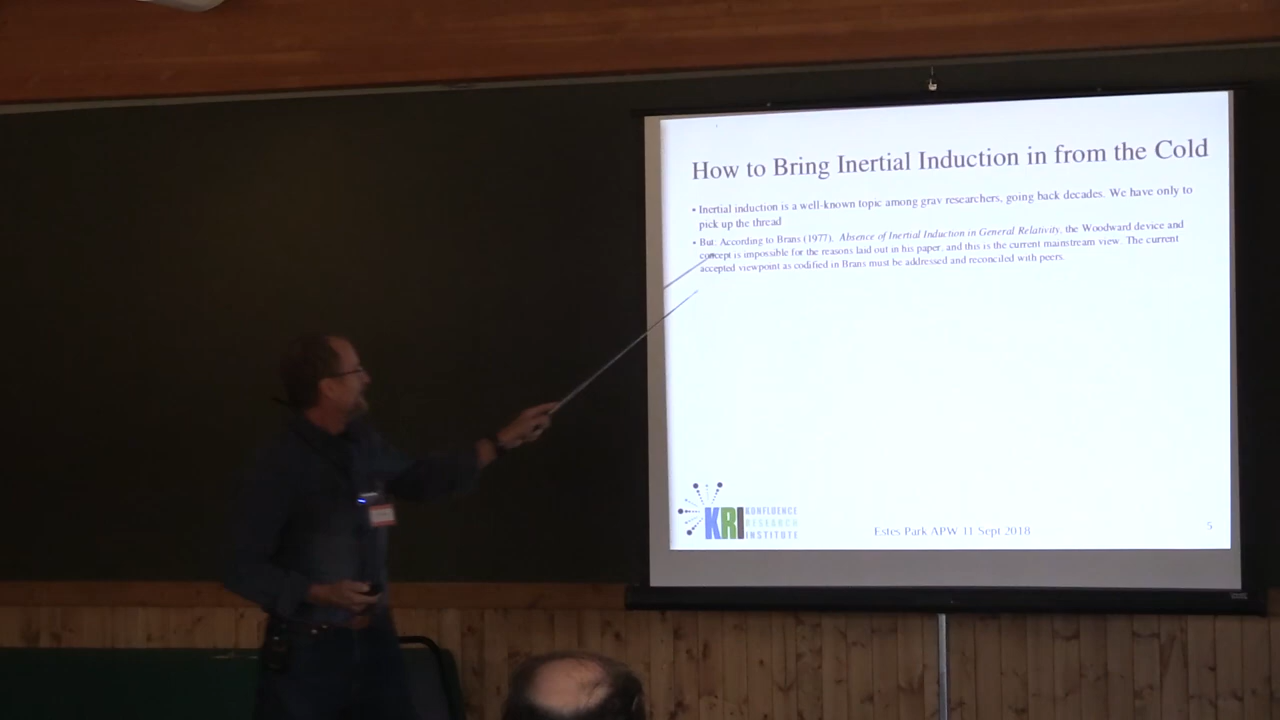 How to Bring Inertial Induction in from the Cold
• Inertial induction is a well-known topic among grav researchers, going back decades. We have only to
pick up the thread
• But: According to Brans (1977), Absence of Inertial Induction in General Relativity, the Woodward device and
concept is impossible for the reasons laid out in his paper, and this is the current mainstream view. The current
accepted viewpoint as codified in Brans must be addressed and reconciled with peers.
KRI
KONFLUENCE
RESEARCH
INSTITUTE
Estes Park APW 11 Sept 2018
5